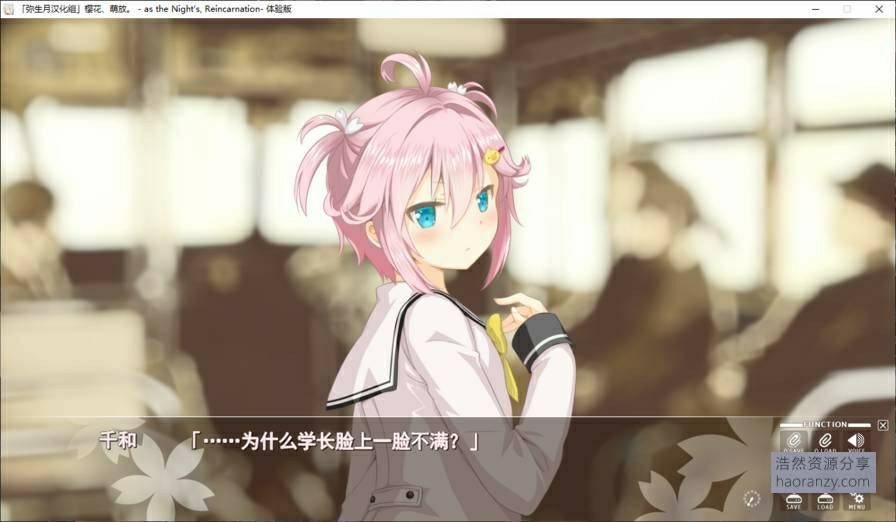 「弥生月汉化组」樱花、萌放。 - as the Night's, Reincarnation- 体验版
千和 「……为什么学长脸上一脸不满？」
FUNCTION
Q.SAVE Q.LOAD VOICE
浩然资源分享
haoranzy.com
SAVE LOAD MENU